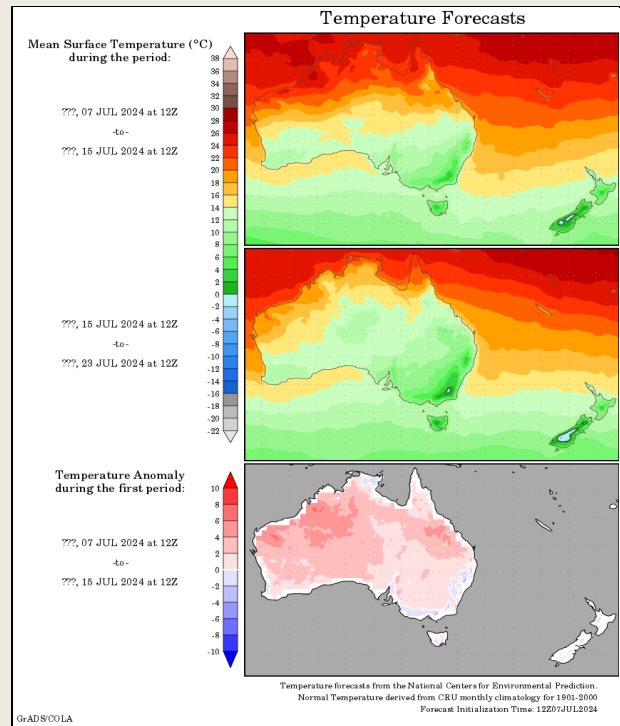 Temperature Forecasts
Mean Surface Temperature (°C)
during the period:
???, 07 JUL 2024 at 12Z
-to-
???, 15 JUL 2024 at 12Z
38
36
34
32
30
28
26
24
22
20
18
16
14
12
10
8
6
4
2
0
-2
-4
-6
-8
-10
-12
-14
-16
-18
-20
-22
???, 15 JUL 2024 at 12Z
-to-
???, 23 JUL 2024 at 12Z
Temperature Anomaly
during the first period:
???, 07 JUL 2024 at 12Z
-to-
???, 15 JUL 2024 at 12Z
10
8
6
4
2
0
-2
-4
-6
-8
-10
Temperature forecasts from the National Centers for Environmental Prediction.
Normal Temperature derived from CRU monthly climatology for 1901-2000
Forecast Initialization Time: 12Z07JUL2024
GrADS/COLA